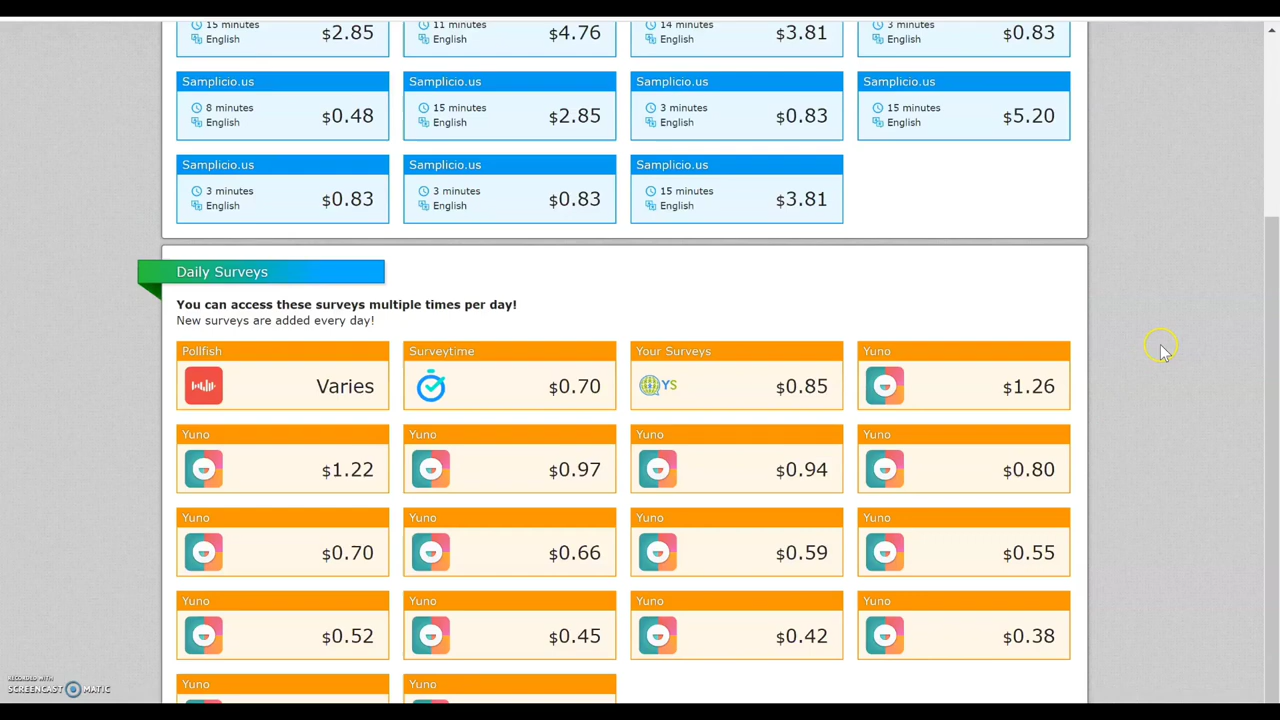 15 minutes
English
$2.85
11 minutes
English
$4.76
14 minutes
English
$3.81
3 minutes
English
$0.83
Samplicio.us
8 minutes
English
$0.48
Samplicio.us
15 minutes
English
$2.85
Samplicio.us
3 minutes
English
$0.83
Samplicio.us
15 minutes
English
$5.20
Samplicio.us
3 minutes
English
$0.83
Samplicio.us
3 minutes
English
$0.83
Samplicio.us
15 minutes
English
$3.81
Daily Surveys
You can access these surveys multiple times per day!
New surveys are added every day!
Pollfish
Varies
Surveytime
$0.70
Your Surveys
YS
$0.85
Yuno
$1.26
Yuno
$1.22
Yuno
$0.97
Yuno
$0.94
Yuno
$0.80
Yuno
$0.70
Yuno
$0.66
Yuno
$0.59
Yuno
$0.55
Yuno
$0.52
Yuno
$0.45
Yuno
$0.42
Yuno
$0.38
Yuno
Yuno
RECORDED WITH
SCREENCAST MATIC